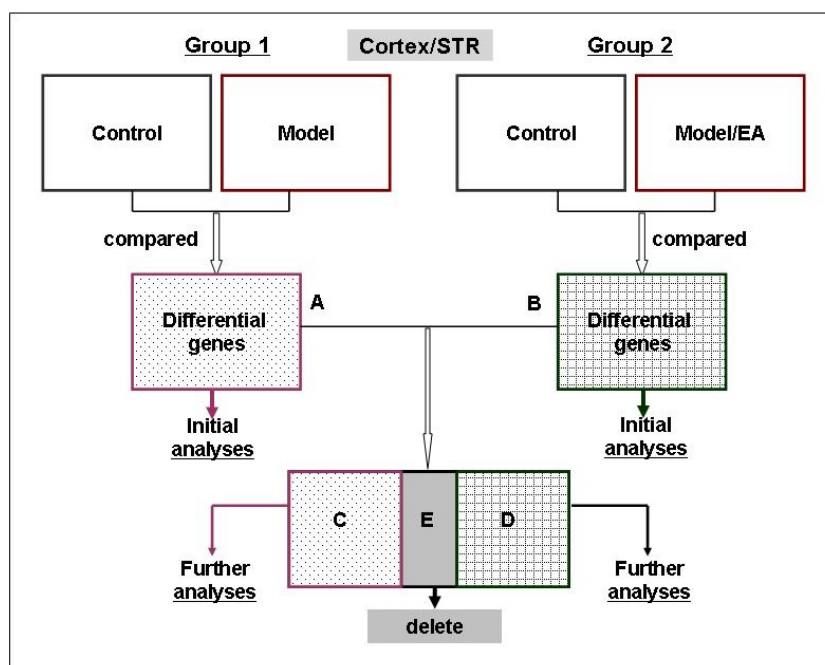 Group 1 Cortex/STR Group 2
Control Model Control Model/EA
compared compared
A B
Differential Differential
genes genes
Initial Initial
analyses analyses
C E D
Further Further
analyses analyses
delete